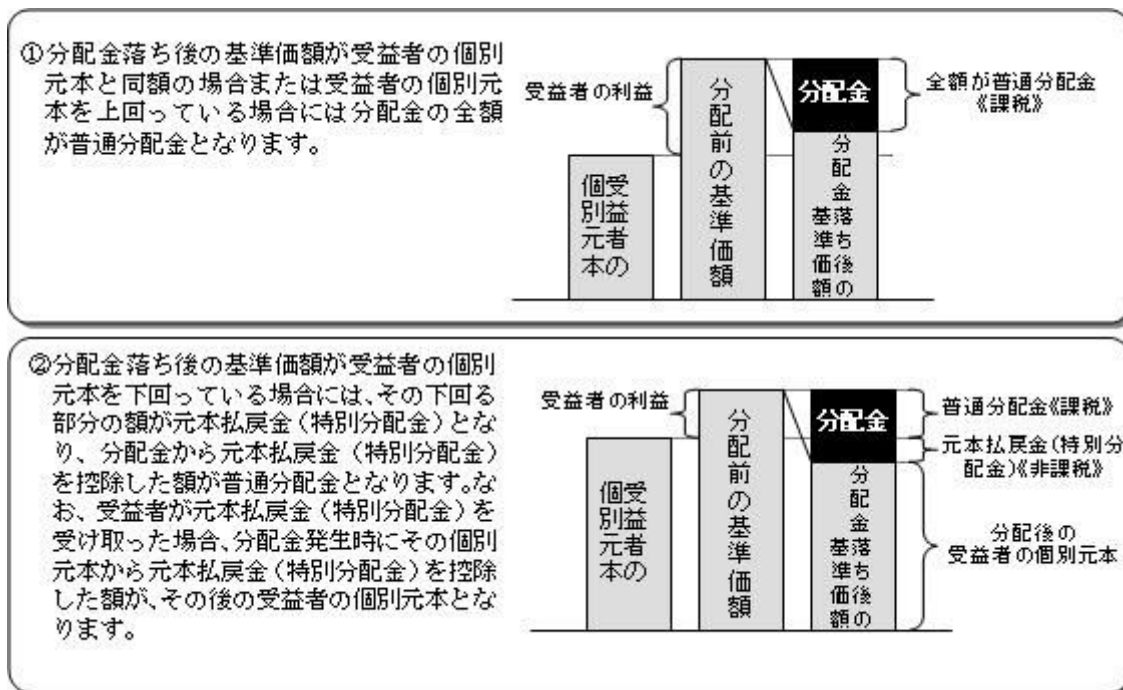 ①分配金落ち後の基準価額が受益者の個別
元本と同額の場合または受益者の個別元
本を上回っている場合には分配金の全額
が普通分配金となります。
受益者の利益
受益者の
個別元本
分配前の基準価額
分配金
分配金落ち後の
基準価額
全額が普通分配金
《課税》
②分配金落ち後の基準価額が受益者の個別
元本を下回っている場合には、その下回る
部分の額が元本払戻金(特別分配金)とな
り、分配金から元本払戻金(特別分配金)
を控除した額が普通分配金となります。な
お、受益者が元本払戻金(特別分配金)を
受け取った場合、分配金発生時にその個別
元本から元本払戻金(特別分配金)を控除
した額が、その後の受益者の個別元本とな
ります。
受益者の利益
受益者の
個別元本
分配前の基準価額
分配金
分配金落ち後の
基準価額
普通分配金《課税》
元本払戻金(特別分
配金)《非課税》
分配後の
受益者の個別元本